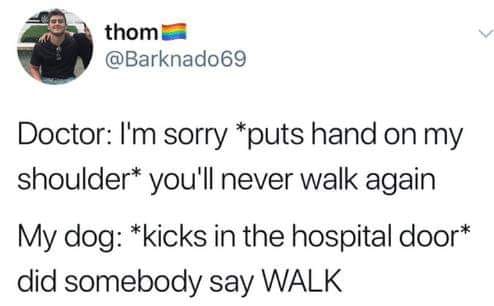 thom🏳️‍🌈
@Barknado69
Doctor: I'm sorry *puts hand on my
shoulder* you'll never walk again
My dog: *kicks in the hospital door*
did somebody say WALK